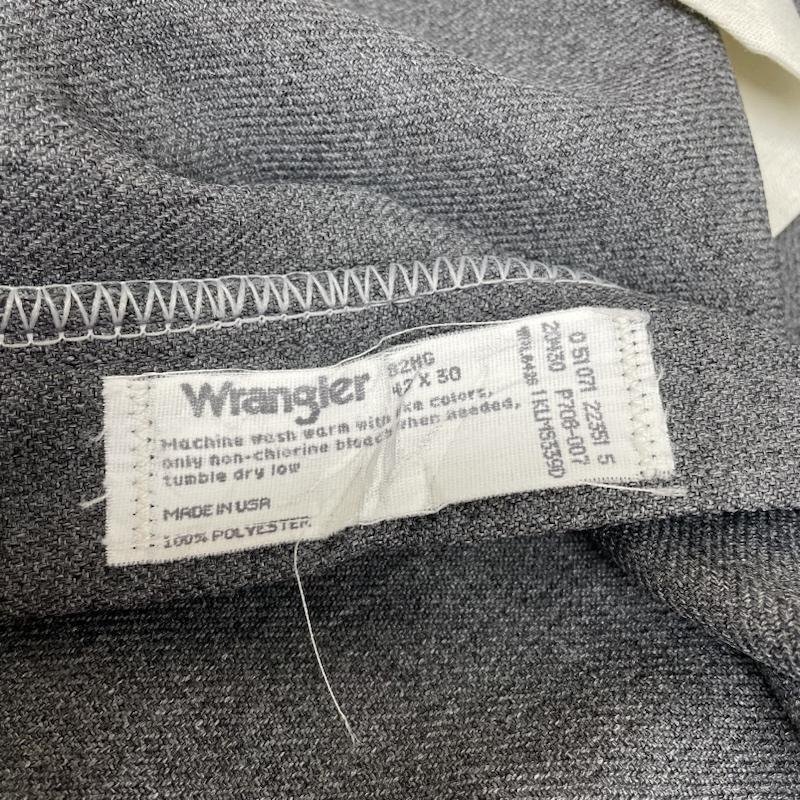 Wrangler
82HG
42 X 30
Machine wash warm with like colors,
only non-chlorine bleach when needed,
tumble dry low
MADE IN USA
100% POLYESTER
0 51071 22351 5
P708-007